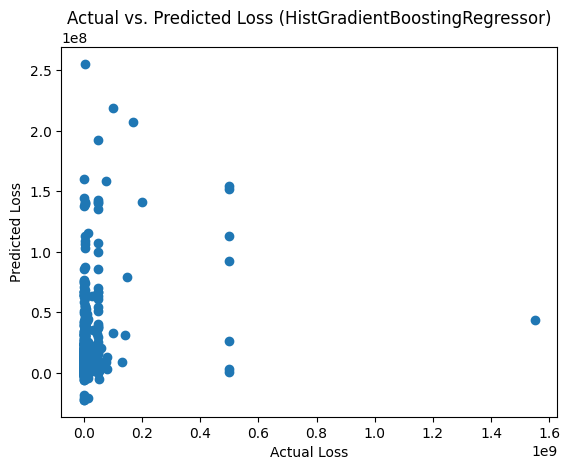 Actual vs. Predicted Loss (HistGradientBoostingRegressor)
1e8
2.5
2.0
1.5
1.0
0.5
0.0
Predicted Loss
0.0 0.2 0.4 0.6 0.8 1.0 1.2 1.4 1.6
1e9
Actual Loss